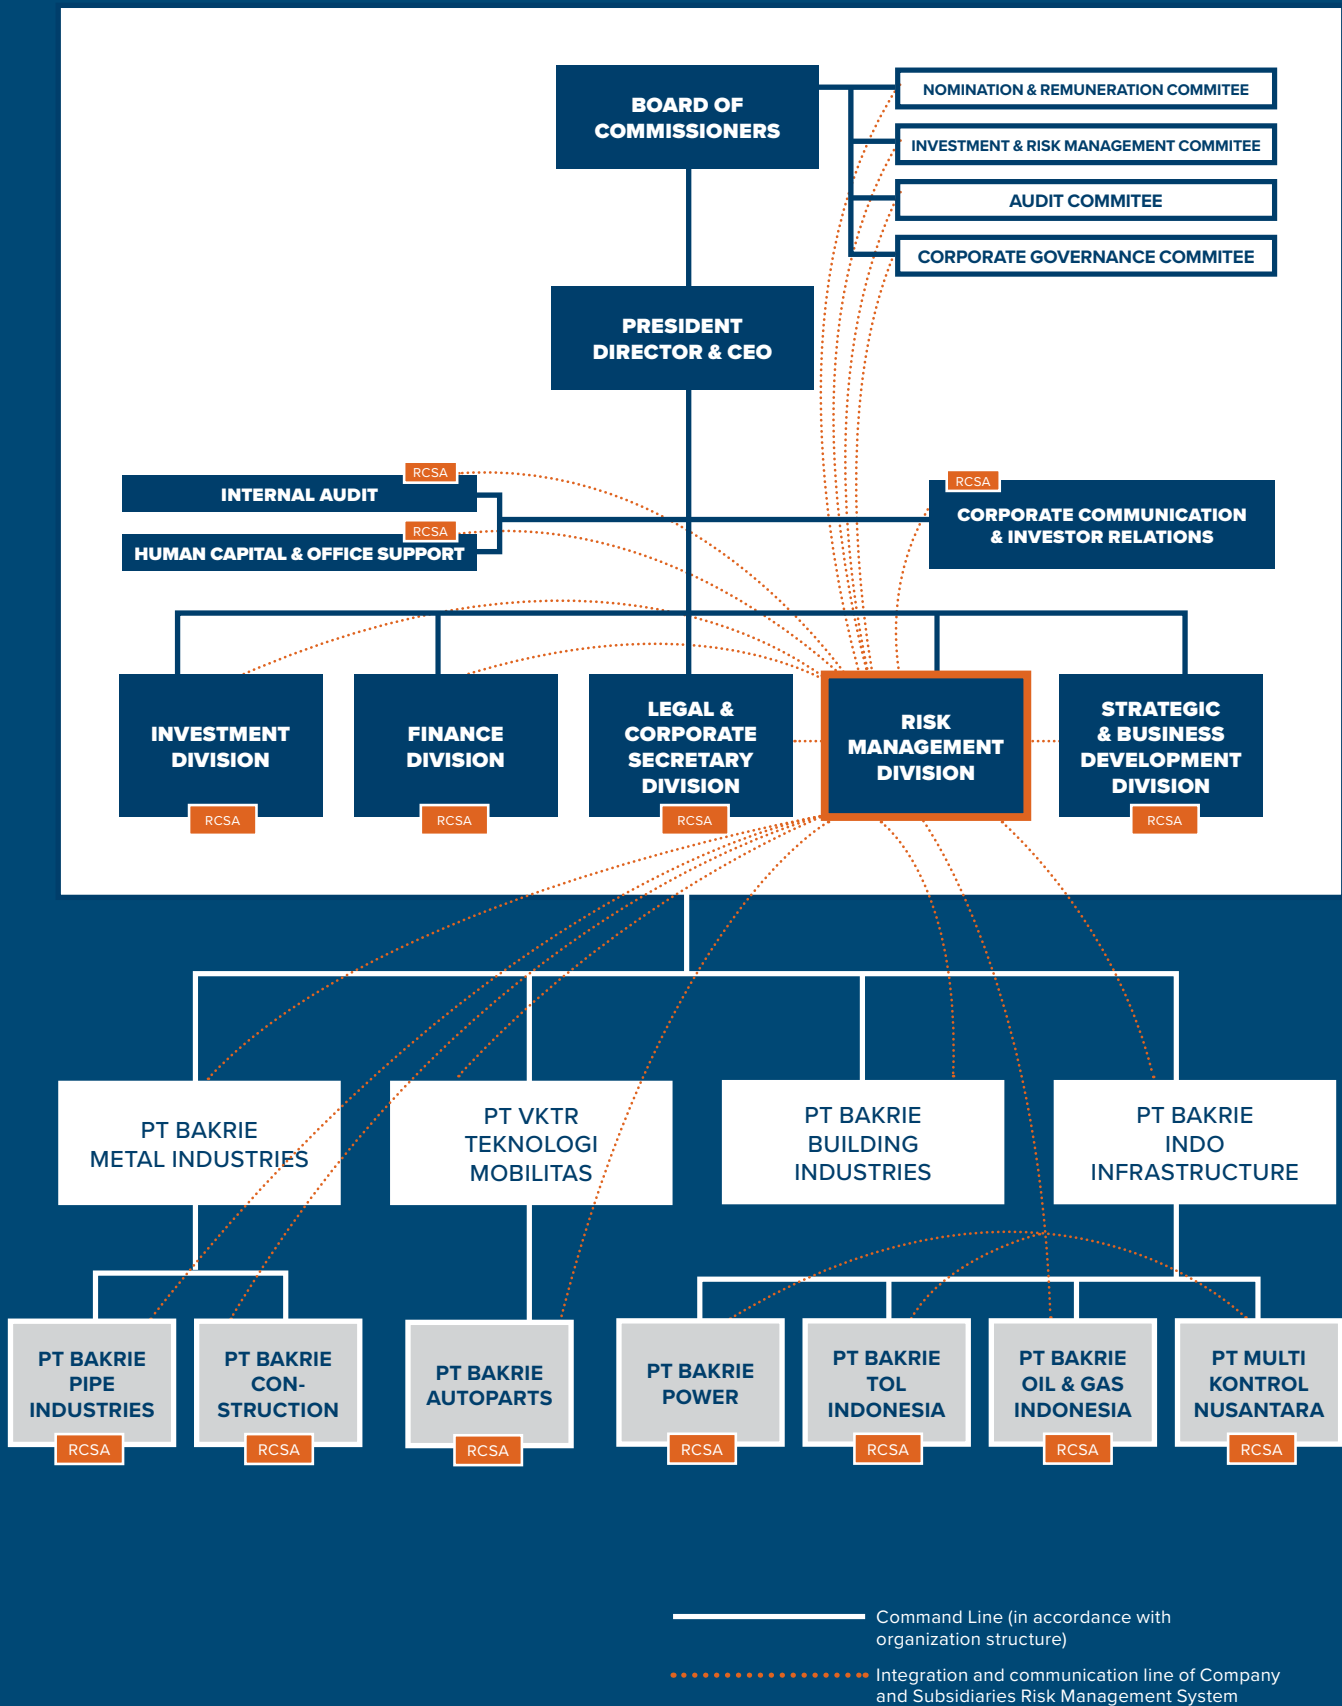 BOARD OF
COMMISSIONERS
NOMINATION & REMUNERATION COMMITEE
INVESTMENT & RISK MANAGEMENT COMMITEE
AUDIT COMMITEE
CORPORATE GOVERNANCE COMMITEE
PRESIDENT
DIRECTOR & CEO
RCSA
INTERNAL AUDIT
RCSA
HUMAN CAPITAL & OFFICE SUPPORT
RCSA
CORPORATE COMMUNICATION
& INVESTOR RELATIONS
INVESTMENT
DIVISION
RCSA
FINANCE
DIVISION
RCSA
LEGAL &
CORPORATE
SECRETARY
DIVISION
RCSA
RISK
MANAGEMENT
DIVISION
STRATEGIC
& BUSINESS
DEVELOPMENT
DIVISION
RCSA
PT BAKRIE
METAL INDUSTRIES
PT VKTR
TEKNOLOGI
MOBILITAS
PT BAKRIE
BUILDING
INDUSTRIES
PT BAKRIE
INDO
INFRASTRUCTURE
PT BAKRIE
PIPE
INDUSTRIES
RCSA
PT BAKRIE
CON-
STRUCTION
RCSA
PT BAKRIE
AUTOPARTS
RCSA
PT BAKRIE
POWER
RCSA
PT BAKRIE
TOL
INDONESIA
RCSA
PT BAKRIE
OIL & GAS
INDONESIA
RCSA
PT MULTI
KONTROL
NUSANTARA
RCSA
Command Line (in accordance with
organization structure)
Integration and communication line of Company
and Subsidiaries Risk Management System